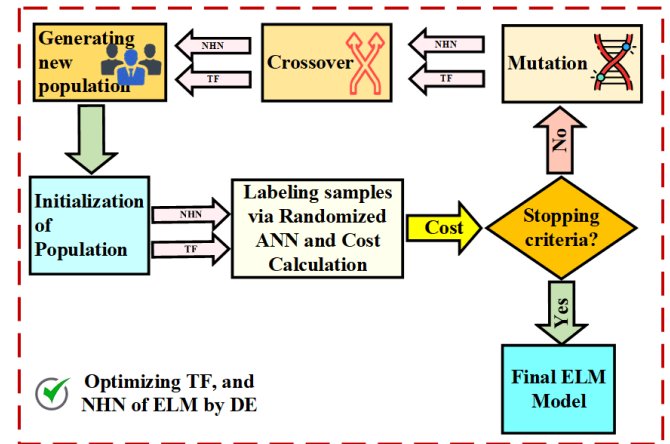 Generating
new
population
NHN
TF
Crossover
NHN
TF
Mutation
No
Initialization
of
Population
NHN
TF
Labeling samples
via Randomized
ANN and Cost
Calculation
Cost
Stopping
criteria?
Yes
Final ELM
Model
Optimizing TF, and
NHN of ELM by DE